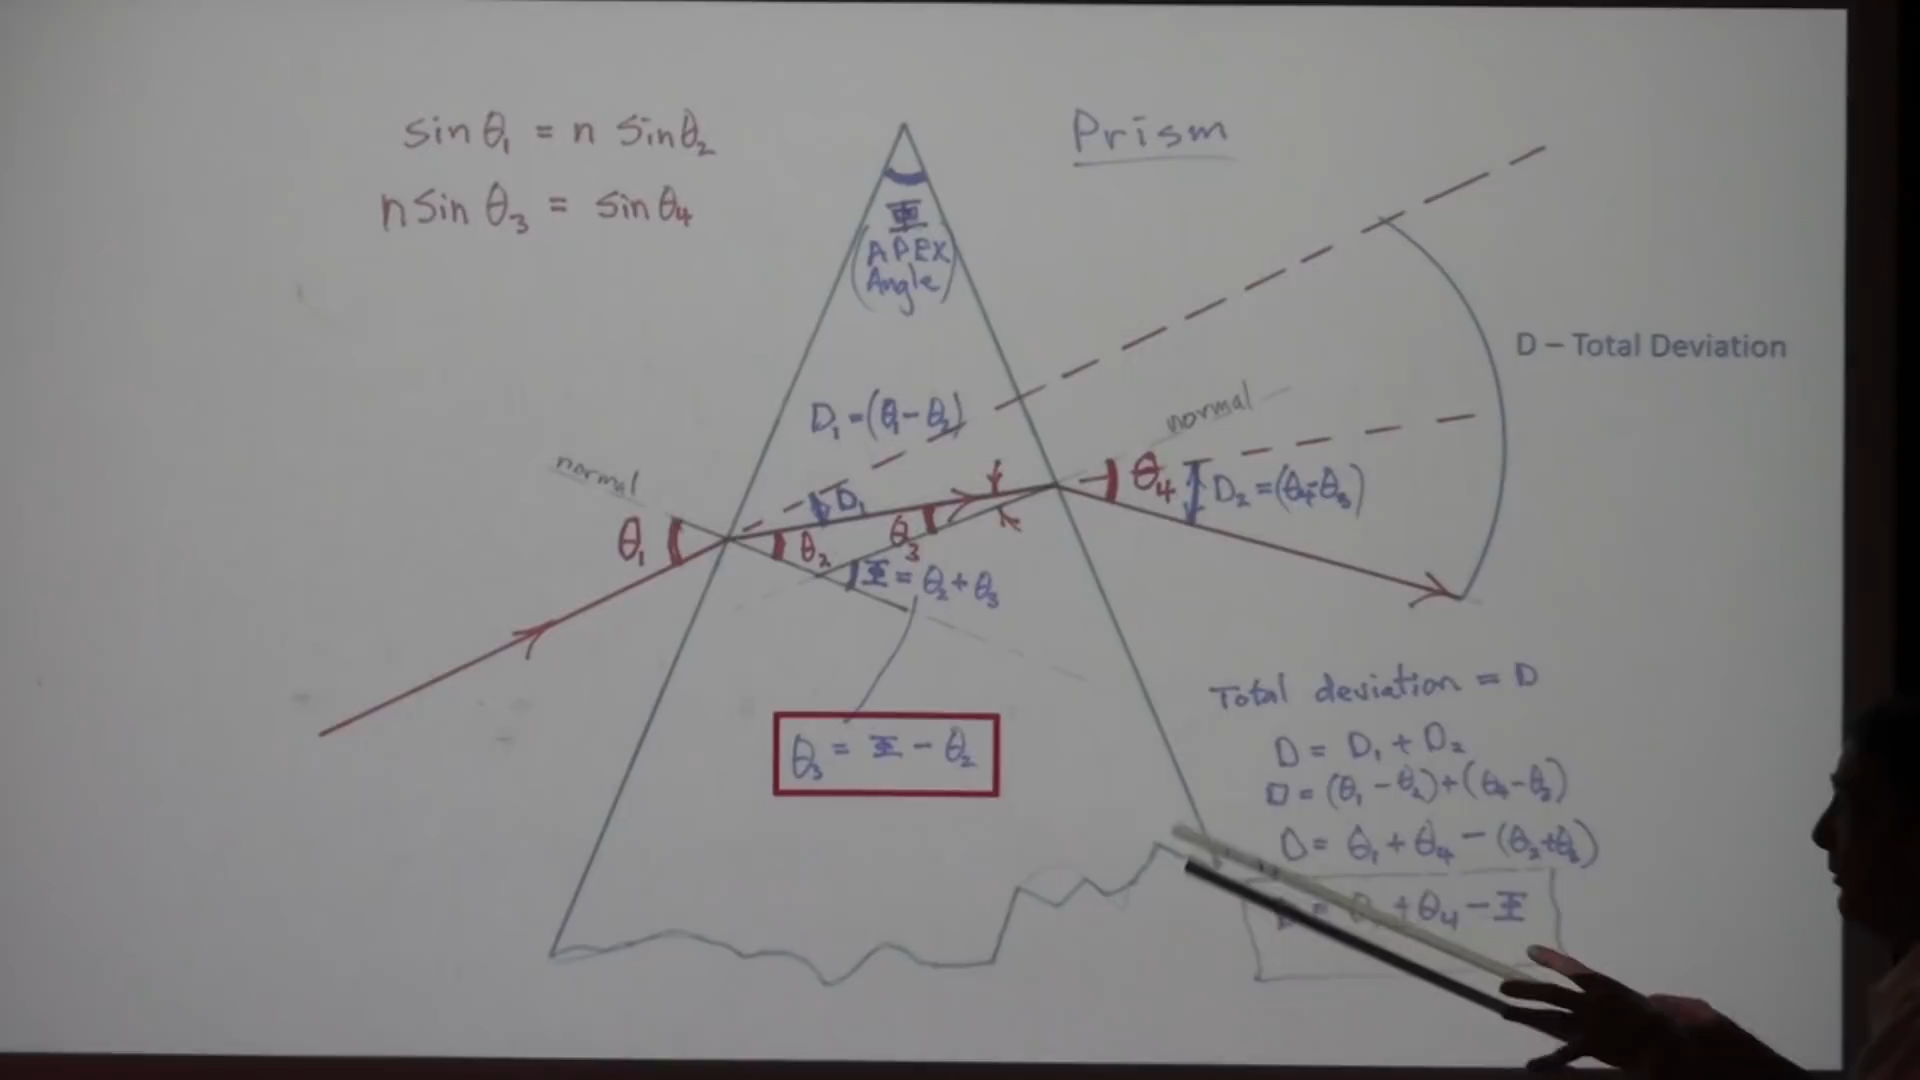 sin θ₁ = n sin θ₂
n sin θ₃ = sin θ₄
Prism
Φ
(APEX
Angle)
D – Total Deviation
D₁ = (θ₁ − θ₂)
normal
normal
θ₁
D₁
θ₂
θ₃
θ₄
D₂ = (θ₄ − θ₃)
Φ = θ₂ + θ₃
θ₃ = Φ − θ₂
Total deviation = D
D = D₁ + D₂
D = (θ₁ − θ₂) + (θ₄ − θ₃)
D = θ₁ + θ₄ − (θ₂ + θ₃)
= + θ₄ − Φ